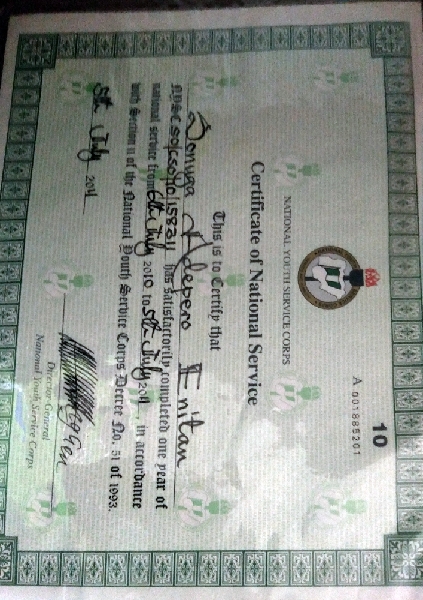 10
A 001885201
NATIONAL YOUTH SERVICE CORPS
Certificate of National Service
This is to Certify that
Adepero Enitan
has satisfactorily completed one year of
national service from 6th July 2010 to 5th July 2011, in accordance
with Section 11 of the National Youth Service Corps Decree No. 51 of 1993.
5th July 2011
Director-General
National Youth Service Corps